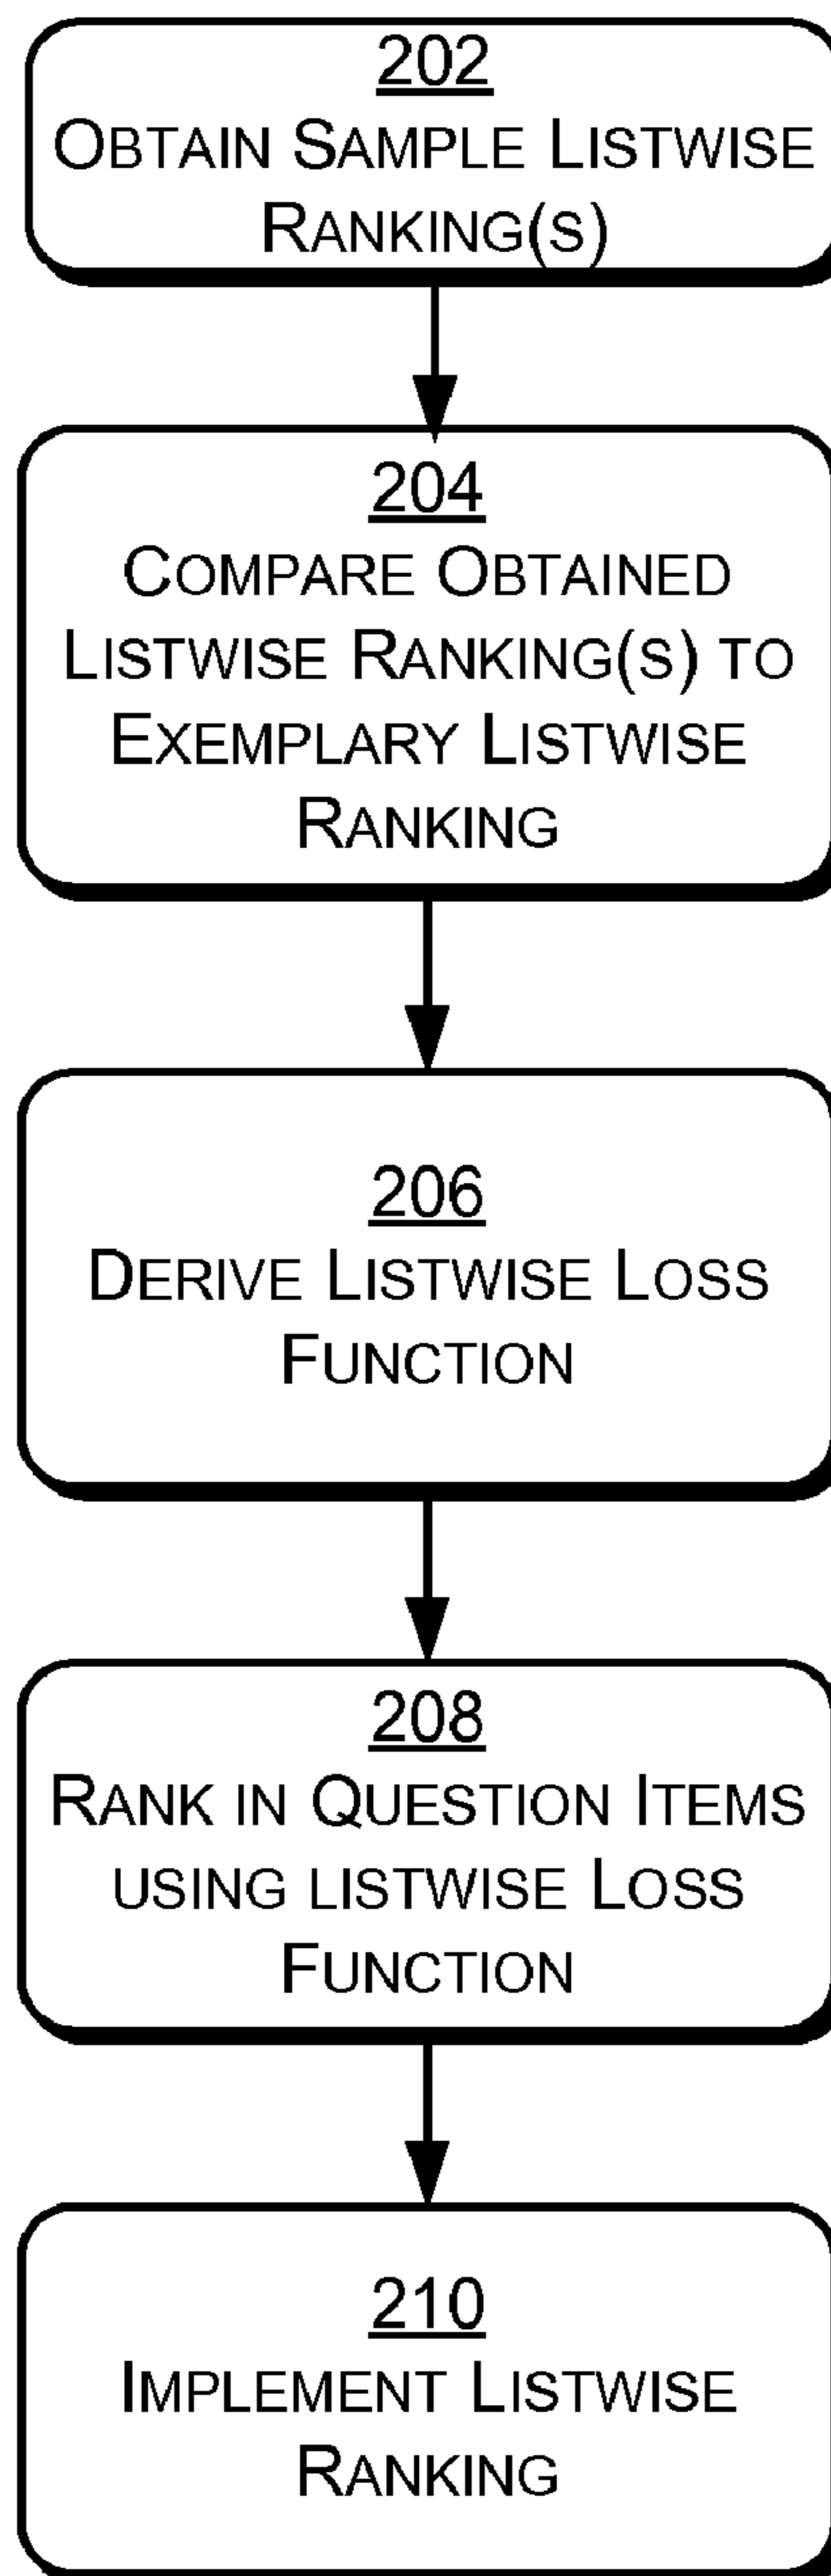 202
OBTAIN SAMPLE LISTWISE
RANKING(S)
204
COMPARE OBTAINED
LISTWISE RANKING(S) TO
EXEMPLARY LISTWISE
RANKING
206
DERIVE LISTWISE LOSS
FUNCTION
208
RANK IN QUESTION ITEMS
USING LISTWISE LOSS
FUNCTION
210
IMPLEMENT LISTWISE
RANKING